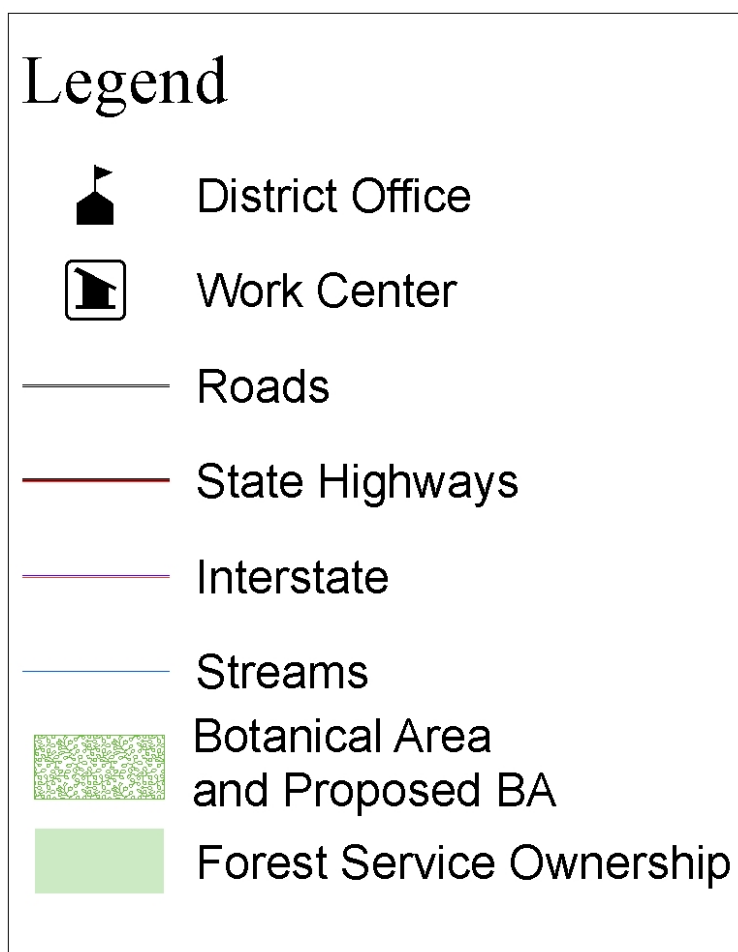 Legend
District Office
Work Center
Roads
State Highways
Interstate
Streams
Botanical Area
and Proposed BA
Forest Service Ownership